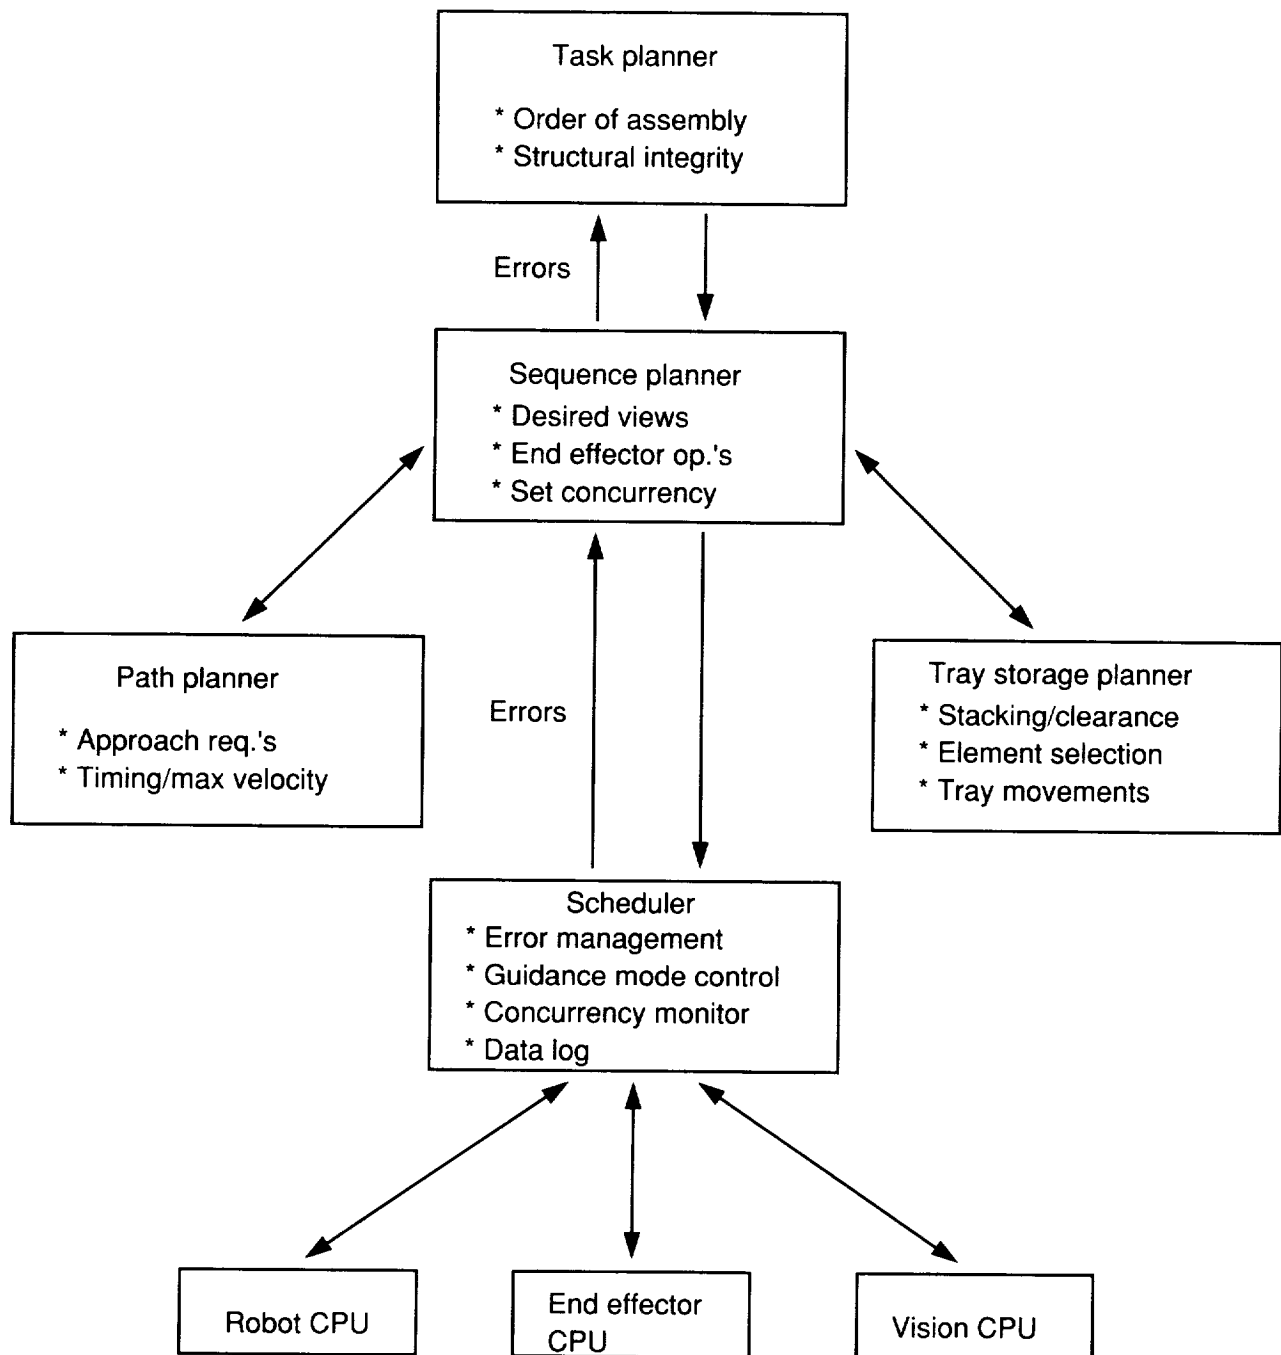 Task planner
* Order of assembly
* Structural integrity
Errors
Sequence planner
* Desired views
* End effector op.'s
* Set concurrency
Path planner
* Approach req.'s
* Timing/max velocity
Errors
Tray storage planner
* Stacking/clearance
* Element selection
* Tray movements
Scheduler
* Error management
* Guidance mode control
* Concurrency monitor
* Data log
Robot CPU
End effector
CPU
Vision CPU